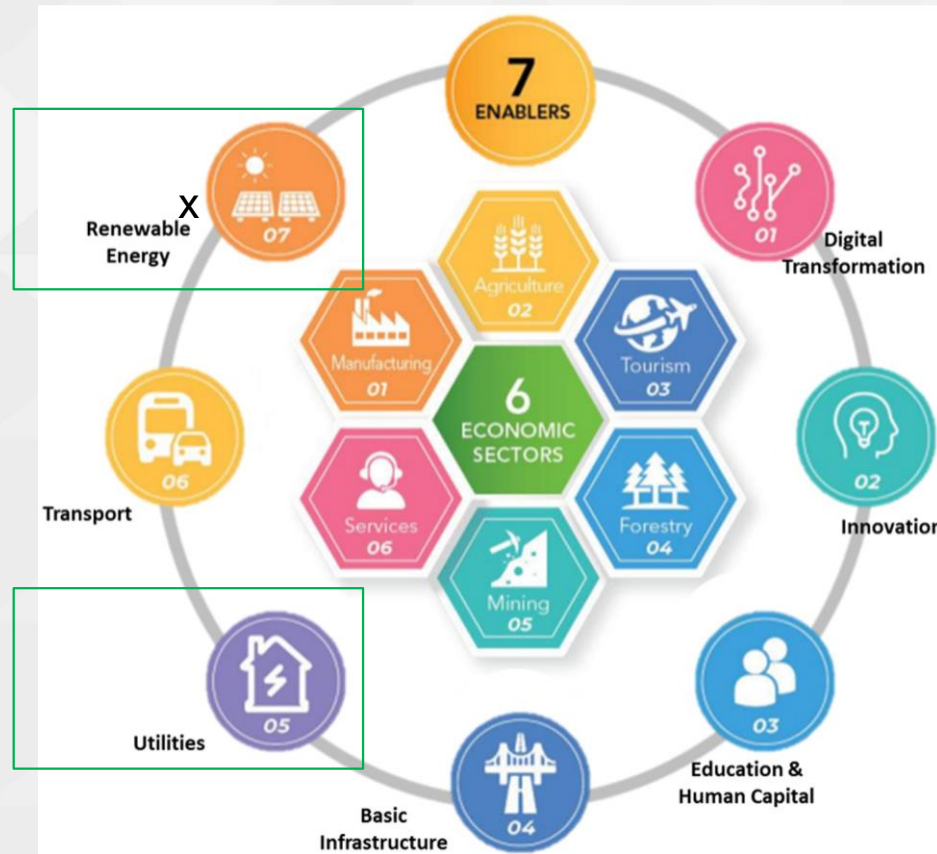 7
ENABLERS
01
Digital
Transformation
02
Innovation
03
Education &
Human Capital
04
Basic
Infrastructure
05
Utilities
06
Transport
07
X
Renewable
Energy
6
ECONOMIC
SECTORS
Manufacturing
01
Agriculture
02
Tourism
03
Forestry
04
Mining
05
Services
06